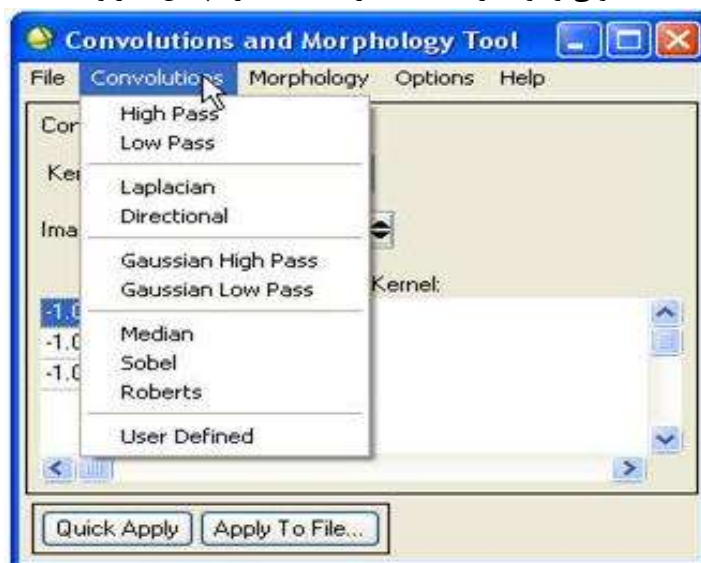 Convolutions and Morphology Tool
File Convolutions Morphology Options Help
High Pass
Low Pass
Laplacian
Directional
Gaussian High Pass
Gaussian Low Pass
Kernel:
Median
Sobel
Roberts
User Defined
Quick Apply Apply To File...